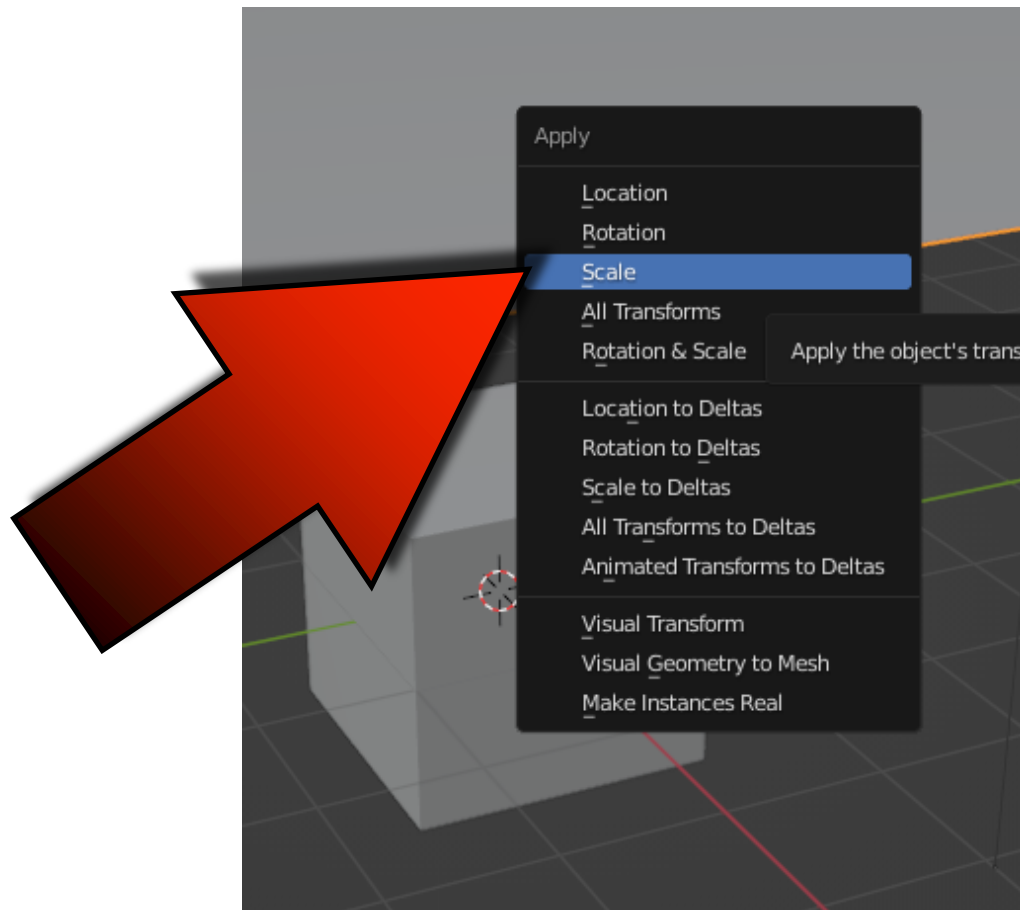 Apply
Location
Rotation
Scale
All Transforms
Rotation & Scale
Apply the object's trans
Location to Deltas
Rotation to Deltas
Scale to Deltas
All Transforms to Deltas
Animated Transforms to Deltas
Visual Transform
Visual Geometry to Mesh
Make Instances Real